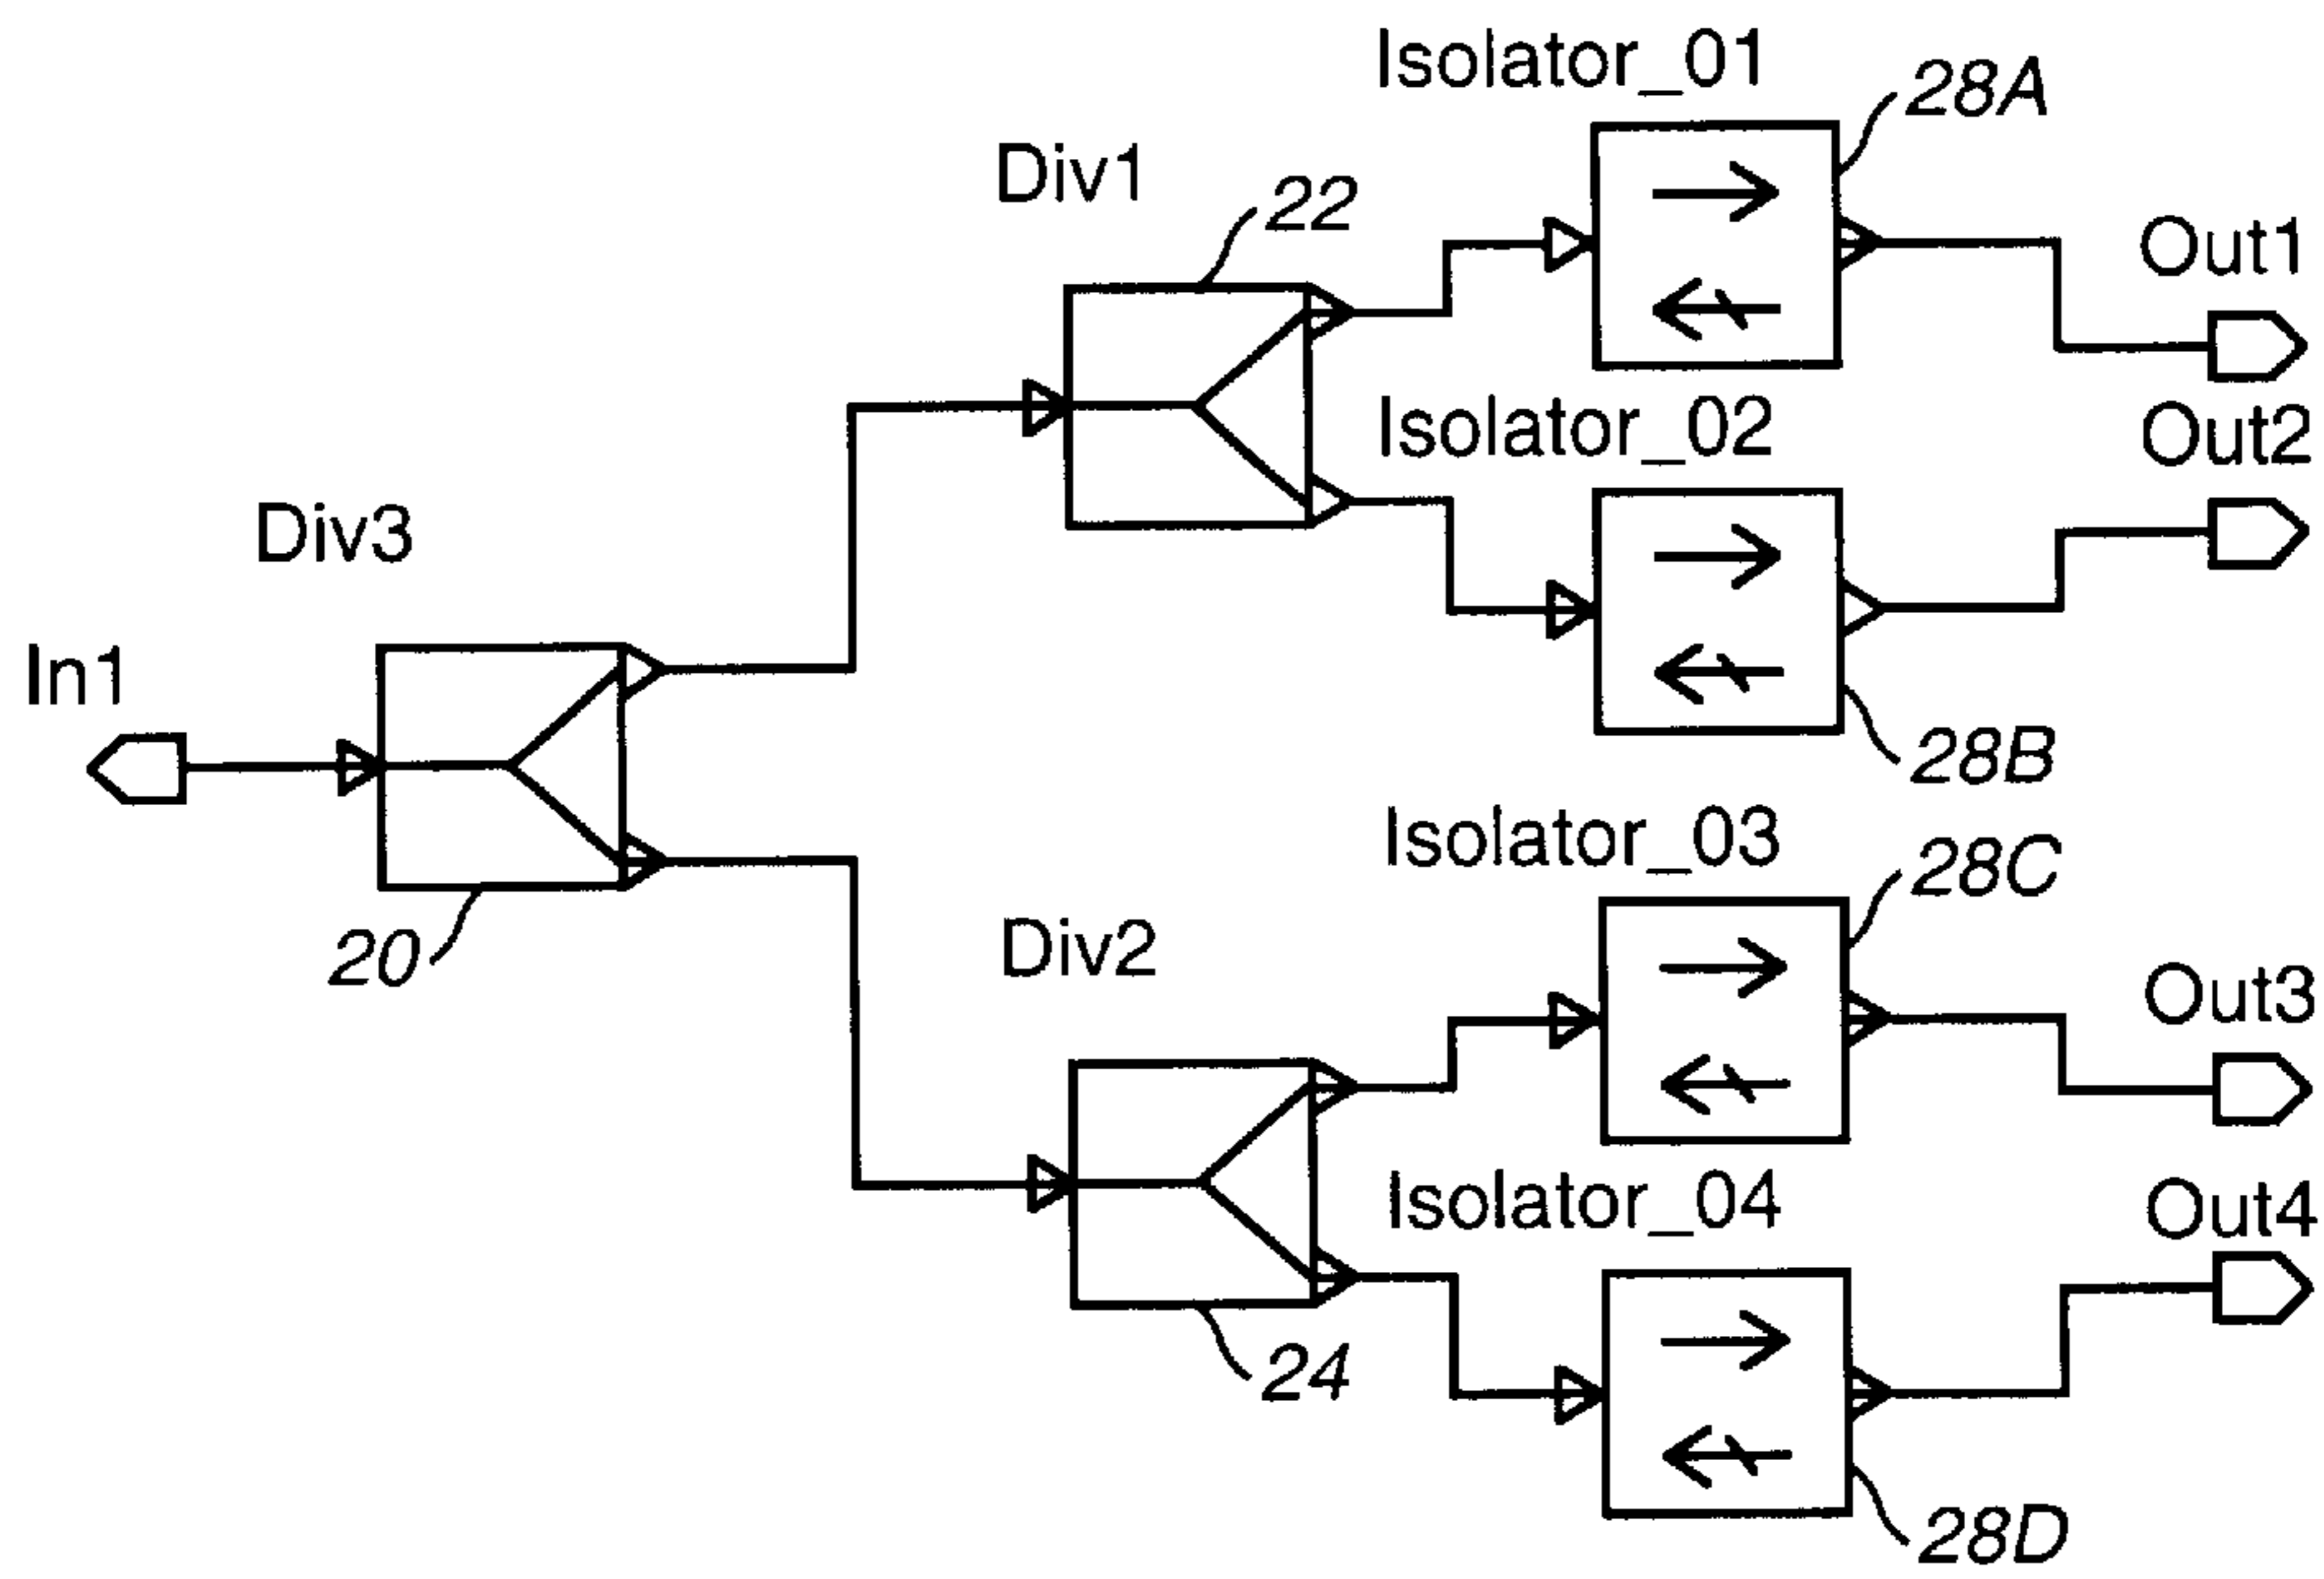 Isolator_01
28A
Div1
22
Out1
Isolator_02
Out2
Div3
In1
28B
Isolator_03
28C
20
Div2
Out3
Isolator_04
Out4
24
28D